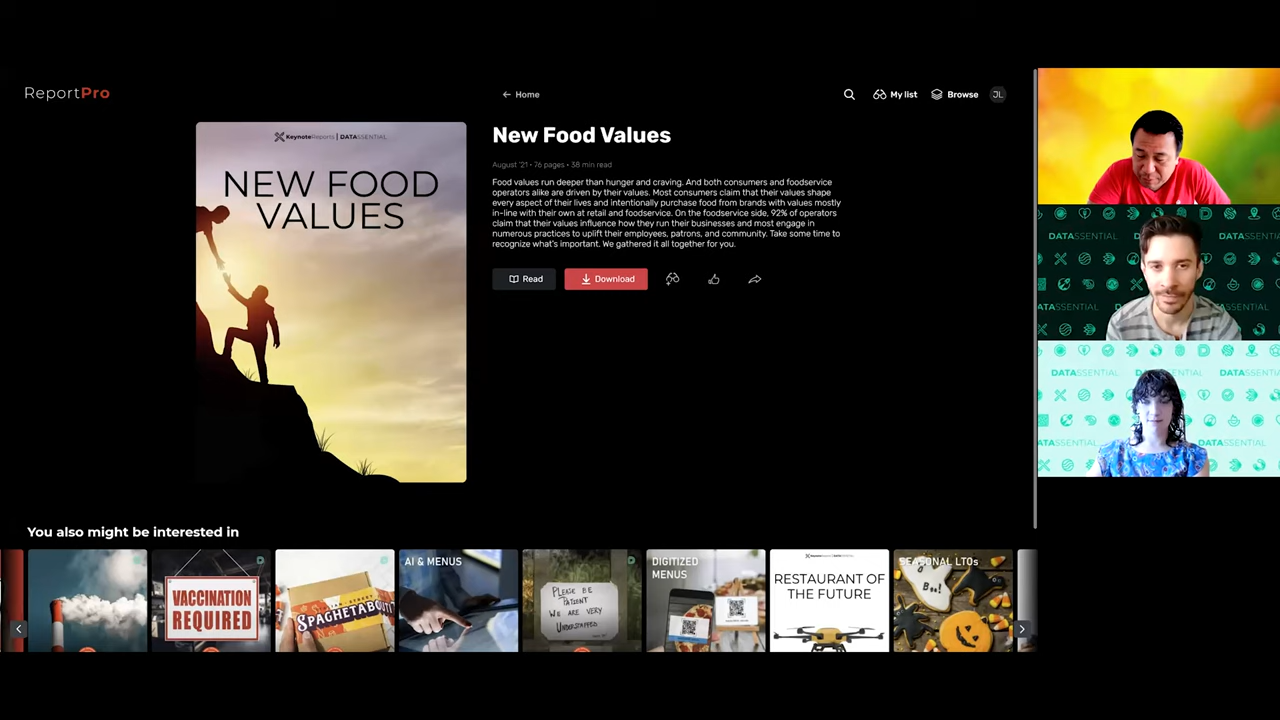 ReportPro
← Home
My list
Browse
JL
KeynoteReports | DATASSENTIAL
NEW FOOD
VALUES
New Food Values
August '21 • 76 pages • 38 min read
Food values run deeper than hunger and craving. And both consumers and foodservice
operators alike are driven by their values. Most consumers claim that their values shape
every aspect of their lives and intentionally purchase food from brands with values mostly
in-line with their own at retail and foodservice. On the foodservice side, 92% of operators
claim that their values influence how they run their businesses and most engage in
numerous practices to uplift their employees, patrons, and community. Take some time to
recognize what's important. We gathered it all together for you.
Read
Download
DATASSENTIAL
DATASSENTIAL
DATASSENTIAL
DATASSENTIAL
You also might be interested in
VACCINATION
REQUIRED
SPAGHETABOUTIT
AI & MENUS
PLEASE BE
PATIENT
WE ARE VERY
UNDERSTAFFED
DIGITIZED
MENUS
RESTAURANT OF
THE FUTURE
SEASONAL LTOs
Boo!